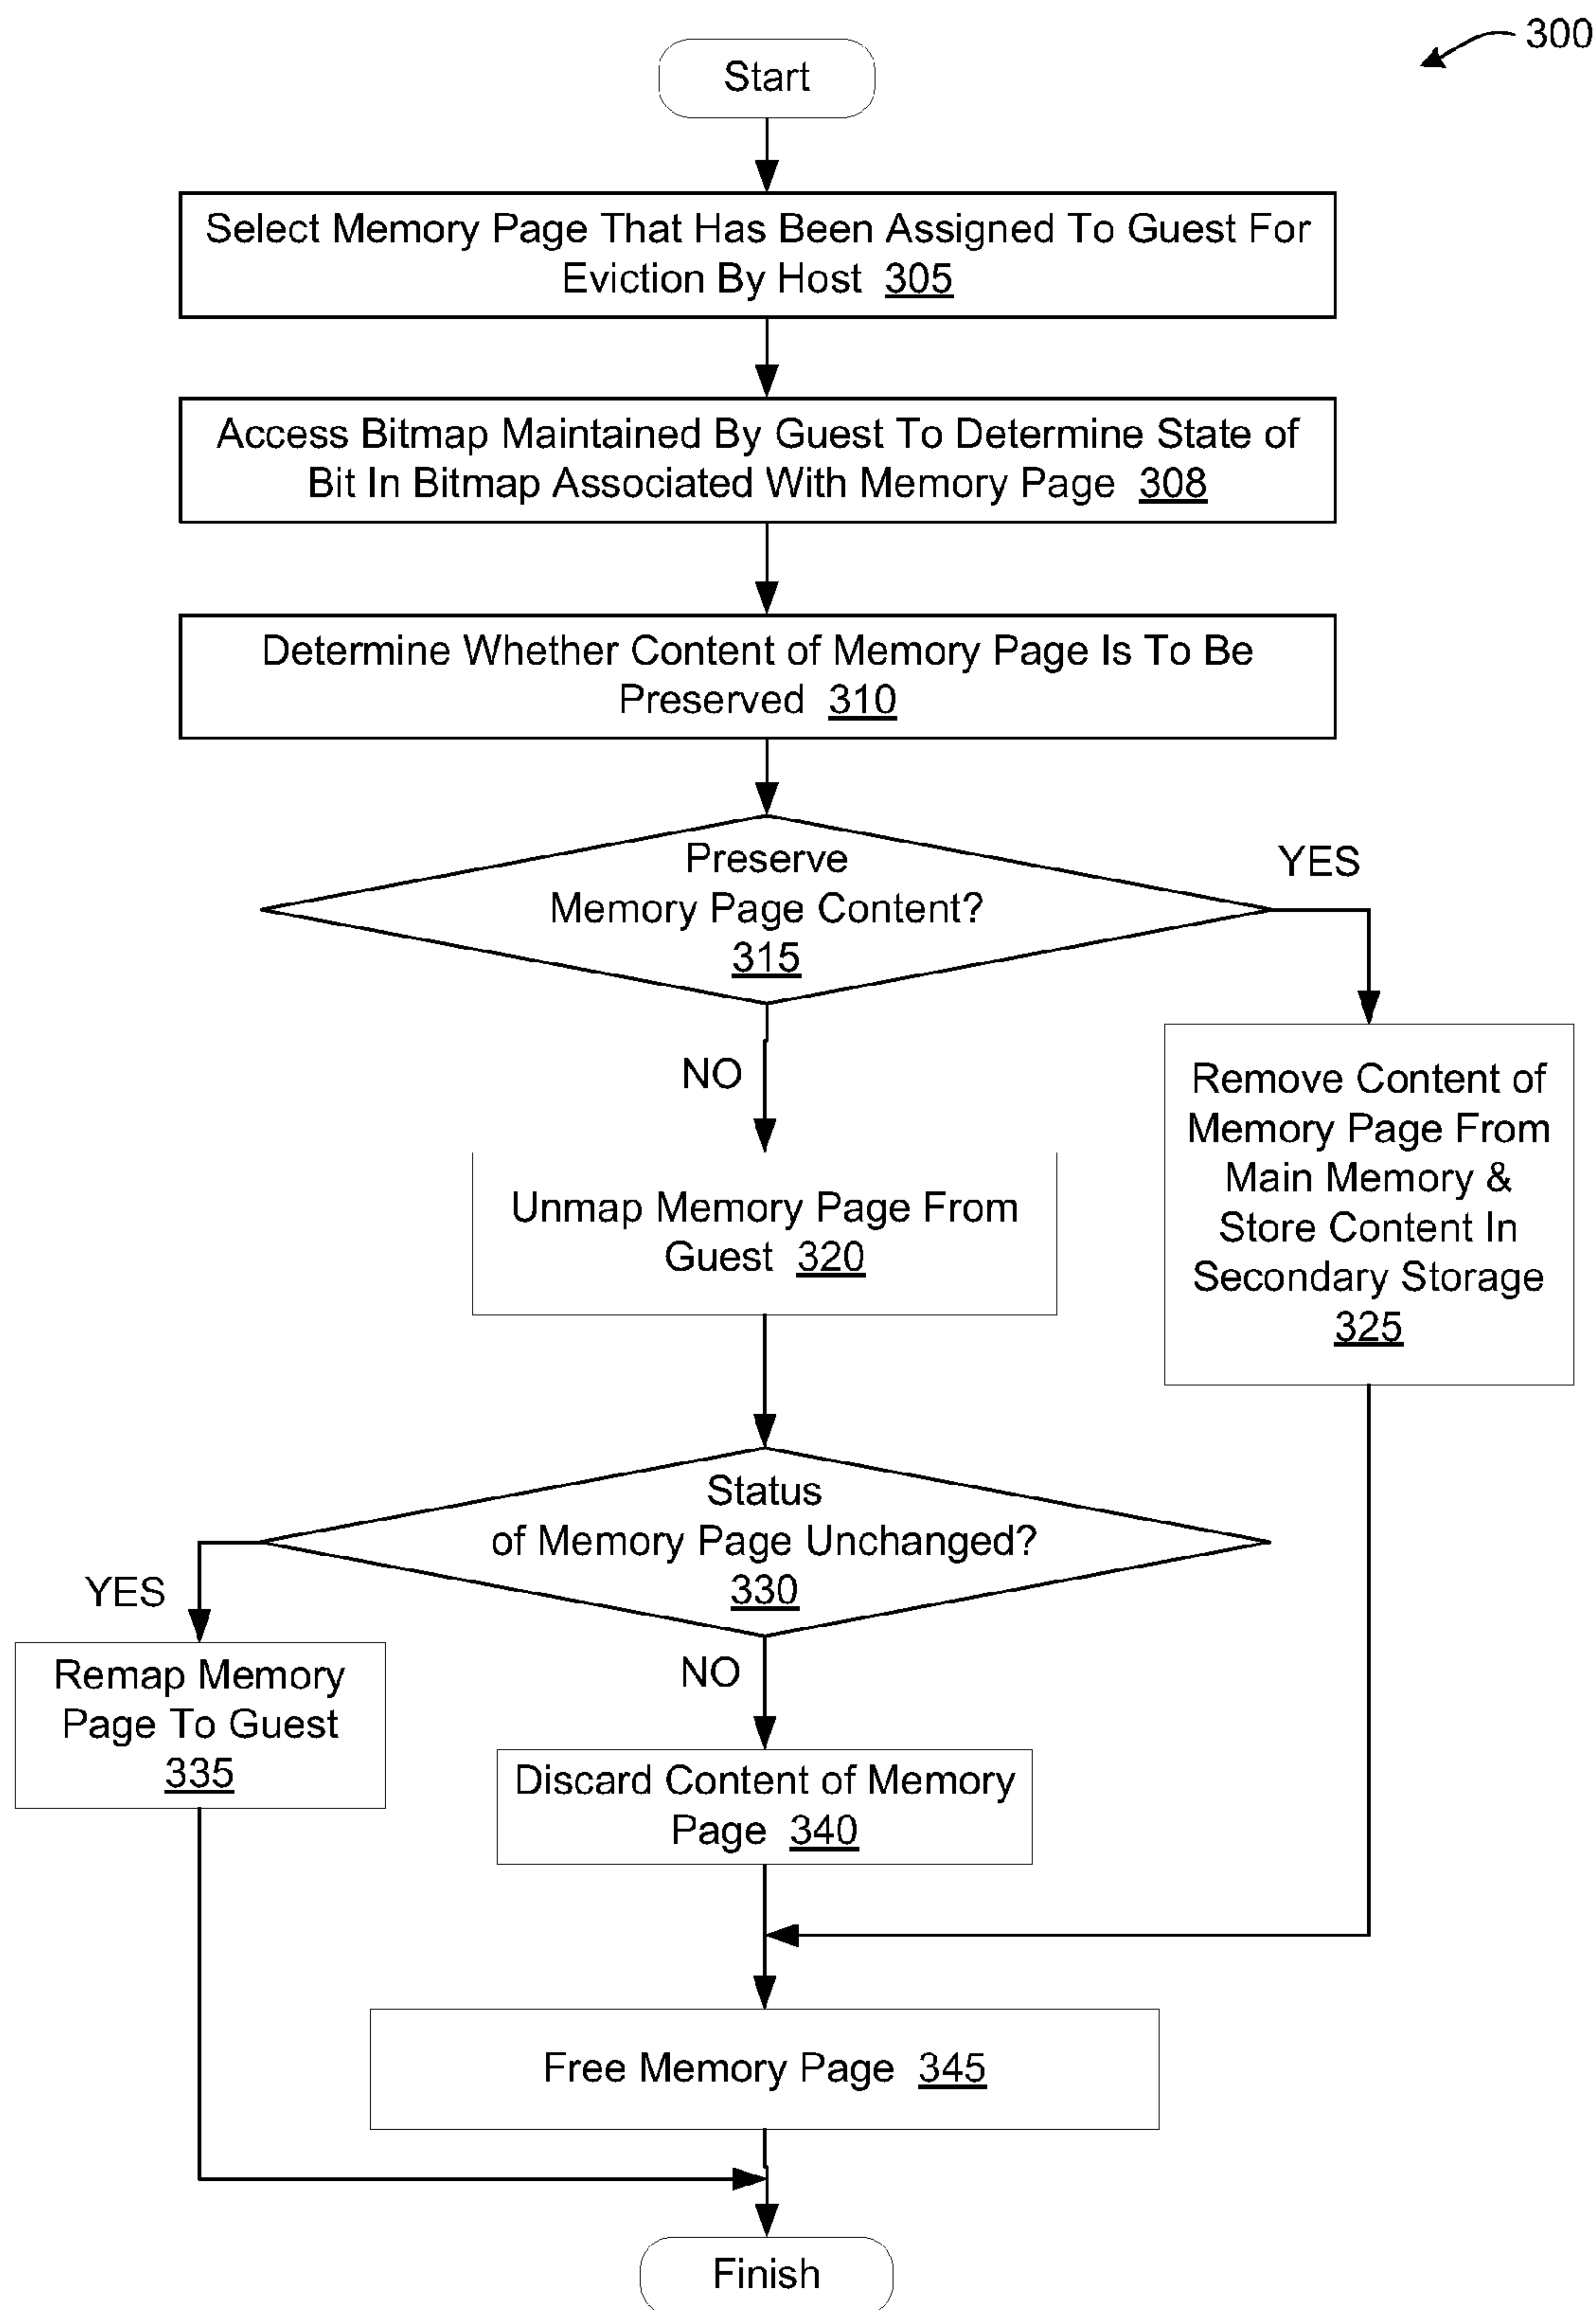 300
Start
Select Memory Page That Has Been Assigned To Guest For
Eviction By Host 305
Access Bitmap Maintained By Guest To Determine State of
Bit In Bitmap Associated With Memory Page 308
Determine Whether Content of Memory Page Is To Be
Preserved 310
Preserve
Memory Page Content?
315
YES
NO
Remove Content of
Memory Page From
Main Memory &
Store Content In
Secondary Storage
325
Unmap Memory Page From
Guest 320
Status
of Memory Page Unchanged?
330
YES
NO
Remap Memory
Page To Guest
335
Discard Content of Memory
Page 340
Free Memory Page 345
Finish